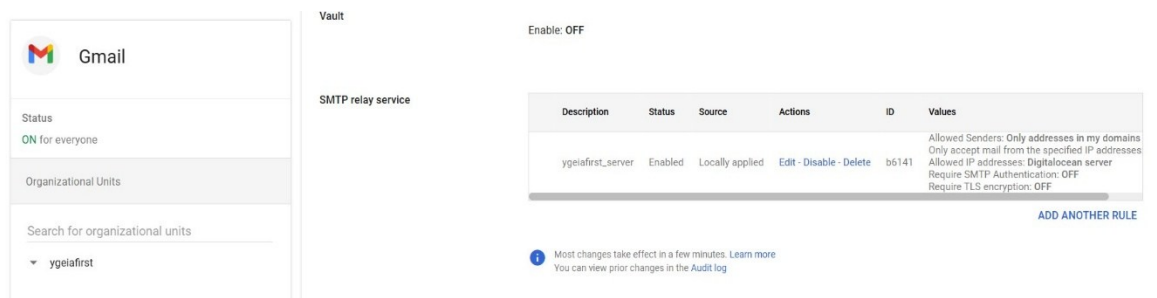 Gmail
Status
ON for everyone
Organizational Units
Search for organizational units
ygeiafirst
Vault
Enable: OFF
SMTP relay service
Description Status Source Actions ID Values
ygeiafirst_server Enabled Locally applied Edit - Disable - Delete b6141
Allowed Senders: Only addresses in my domains
Only accept mail from the specified IP addresses
Allowed IP addresses: Digitalocean server
Require SMTP Authentication: OFF
Require TLS encryption: OFF
ADD ANOTHER RULE
Most changes take effect in a few minutes. Learn more
You can view prior changes in the Audit log